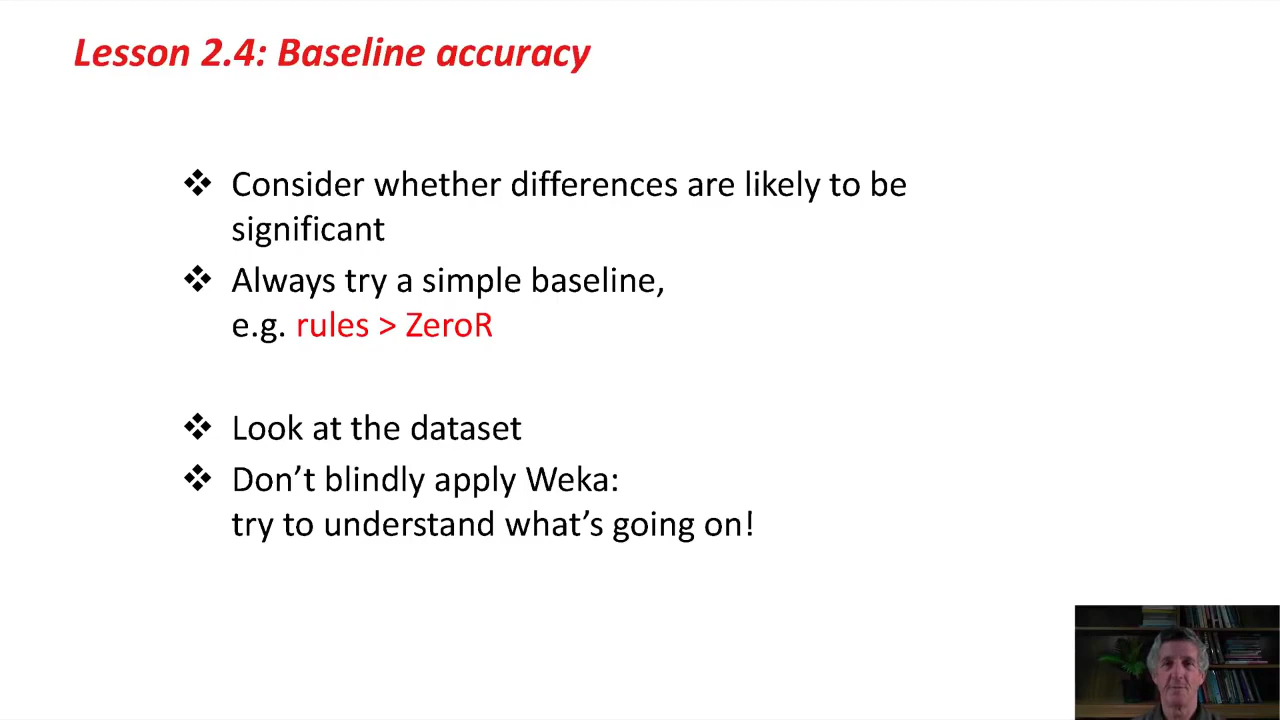 Lesson 2.4: Baseline accuracy
❖ Consider whether differences are likely to be
significant
❖ Always try a simple baseline,
e.g. rules > ZeroR
❖ Look at the dataset
❖ Don’t blindly apply Weka:
try to understand what’s going on!